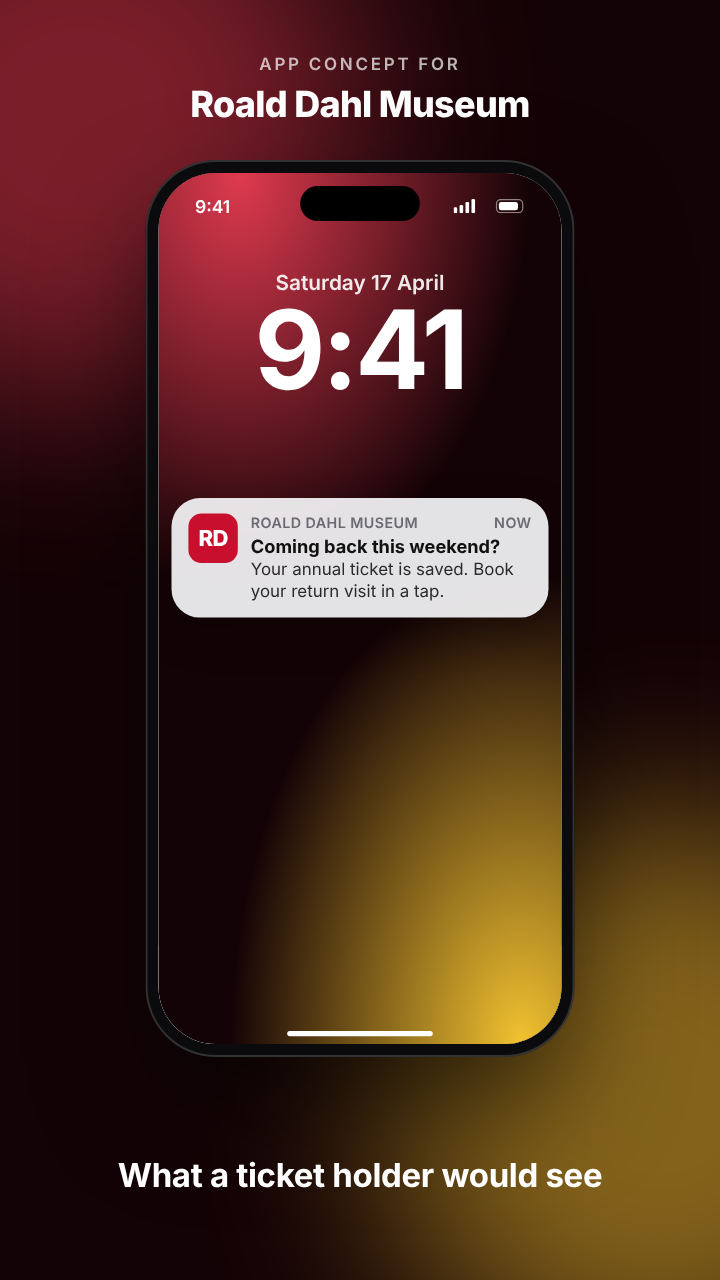 APP CONCEPT FOR
Roald Dahl Museum
9:41
Saturday 17 April
9:41
RD
ROALD DAHL MUSEUM NOW
Coming back this weekend?
Your annual ticket is saved. Book
your return visit in a tap.
What a ticket holder would see